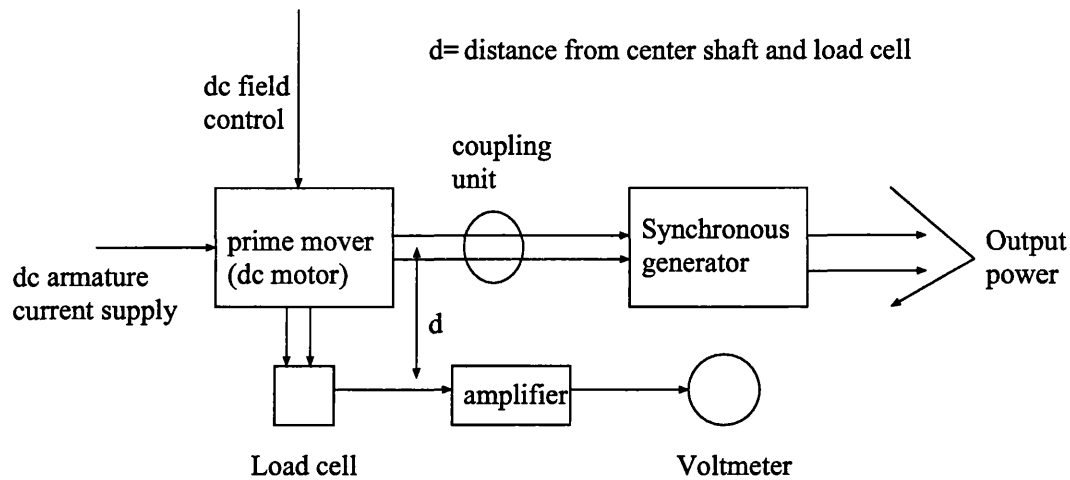 d= distance from center shaft and load cell
dc field
control
coupling
unit
prime mover
(dc motor)
Synchronous
generator
Output
power
dc armature
current supply
d
amplifier
Load cell
Voltmeter